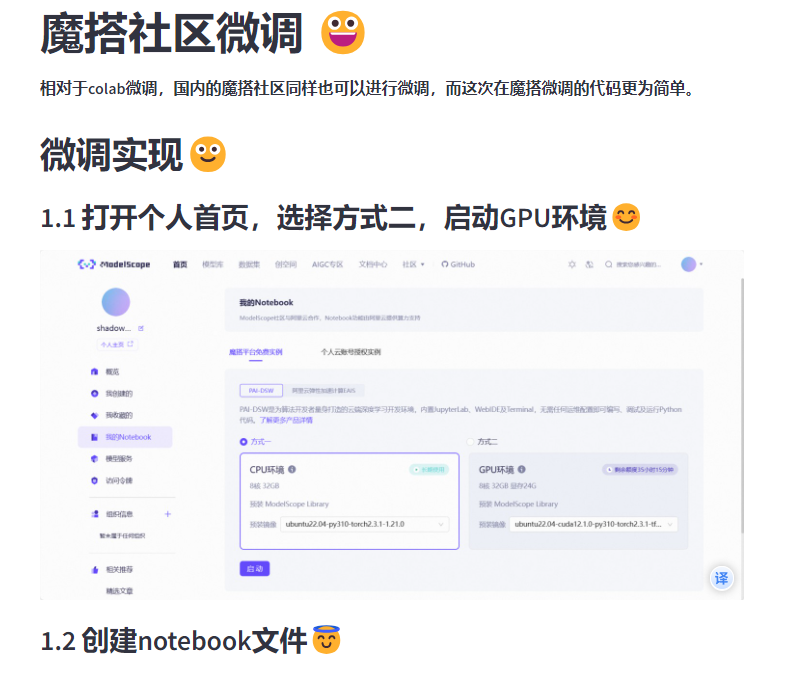 魔搭社区微调
相对于colab微调，国内的魔搭社区同样也可以进行微调，而这次在魔搭微调的代码更为简单。
微调实现
1.1 打开个人首页，选择方式二，启动GPU环境
ModelScope 首页 模型库 数据集 创空间 AIGC专区 文档中心 社区 GitHub
shadow...
个人主页
概览
我创建的
我收藏的
我的Notebook
模型服务
访问令牌
组织信息 +
暂未属于任何组织
相关推荐
精选文章
我的Notebook
ModelScope社区与阿里云合作，Notebook功能由阿里云提供算力支持
魔搭平台免费实例 个人云账号授权实例
PAI-DSW 阿里云弹性加速计算EAIS
PAI-DSW是为算法开发者量身打造的云端深度学习开发环境，内置JupyterLab、WebIDE及Terminal，无需任何运维配置即可编写、调试及运行Python
代码。了解更多产品详情
方式一 方式二
CPU环境 长期使用
8核 32GB
预装 ModelScope Library
预装镜像 ubuntu22.04-py310-torch2.3.1-1.21.0
GPU环境 剩余额度35小时15分钟
8核 32GB 显存24G
预装 ModelScope Library
预装镜像 ubuntu22.04-cuda12.1.0-py310-torch2.3.1-tf...
启动
译
1.2 创建notebook文件